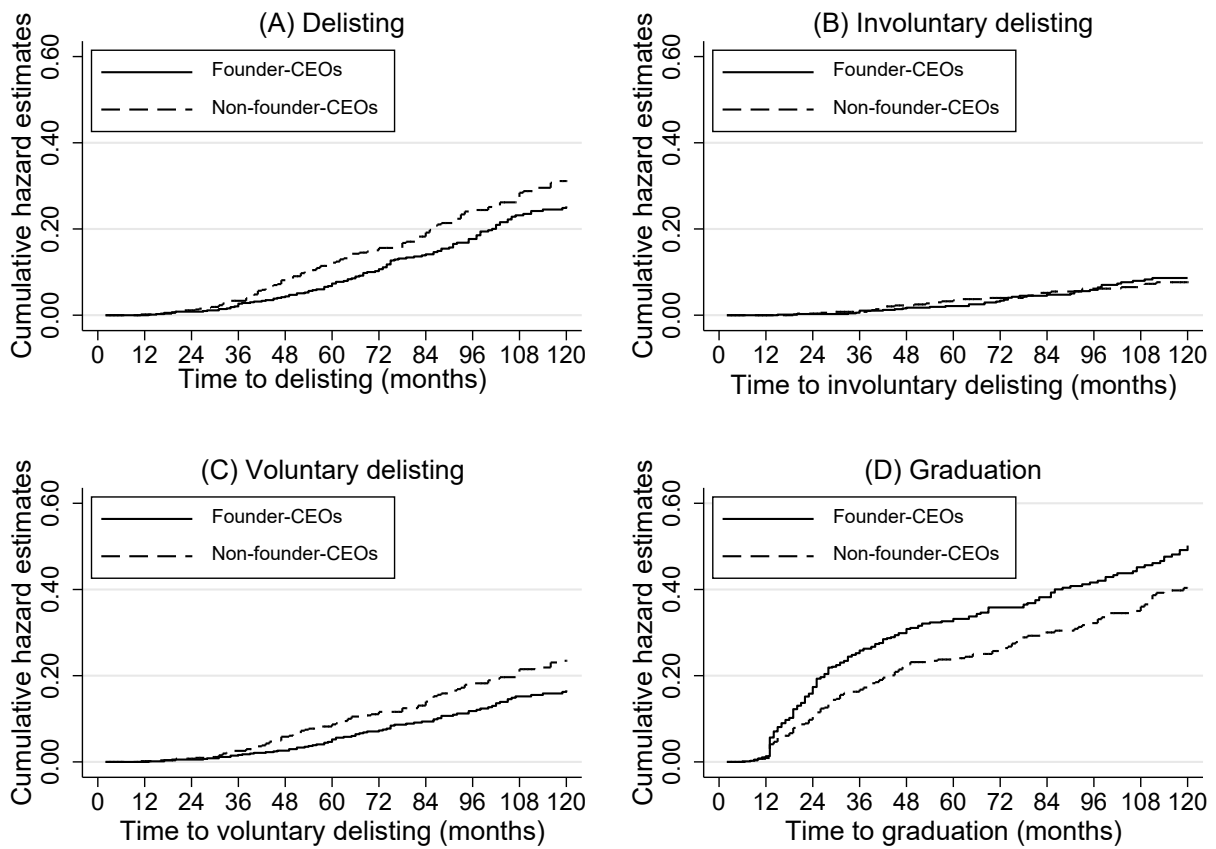 (A) Delisting
Cumulative hazard estimates
0.00 0.20 0.40 0.60
Founder-CEOs
Non-founder-CEOs
0 12 24 36 48 60 72 84 96 108 120
Time to delisting (months)
(B) Involuntary delisting
Cumulative hazard estimates
0.00 0.20 0.40 0.60
Founder-CEOs
Non-founder-CEOs
0 12 24 36 48 60 72 84 96 108 120
Time to involuntary delisting (months)
(C) Voluntary delisting
Cumulative hazard estimates
0.00 0.20 0.40 0.60
Founder-CEOs
Non-founder-CEOs
0 12 24 36 48 60 72 84 96 108 120
Time to voluntary delisting (months)
(D) Graduation
Cumulative hazard estimates
0.00 0.20 0.40 0.60
Founder-CEOs
Non-founder-CEOs
0 12 24 36 48 60 72 84 96 108 120
Time to graduation (months)